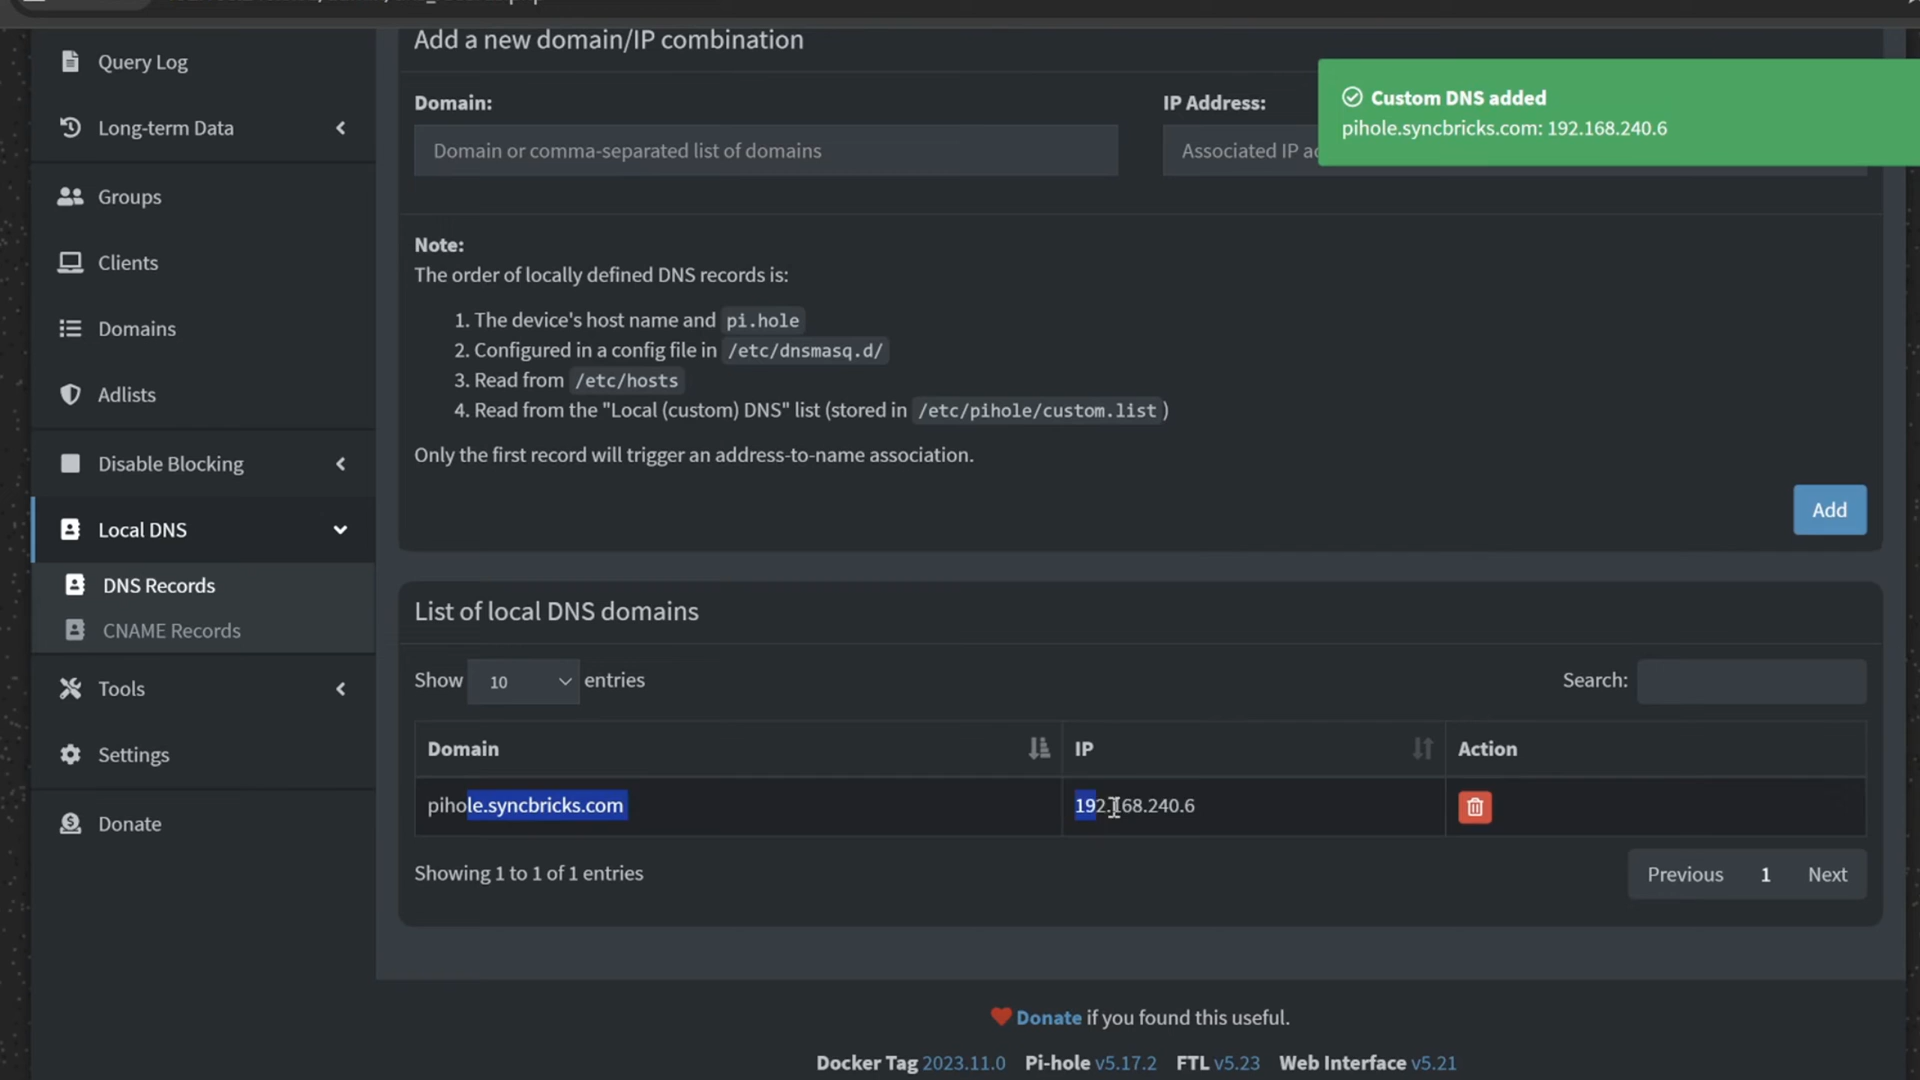 Query Log
Long-term Data
Groups
Clients
Domains
Adlists
Disable Blocking
Local DNS
DNS Records
CNAME Records
Tools
Settings
Donate
Add a new domain/IP combination
Domain:
Domain or comma-separated list of domains
IP Address:
Associated IP
Custom DNS added
pihole.syncbricks.com: 192.168.240.6
Note:
The order of locally defined DNS records is:
1. The device's host name and pi.hole
2. Configured in a config file in /etc/dnsmasq.d/
3. Read from /etc/hosts
4. Read from the "Local (custom) DNS" list (stored in /etc/pihole/custom.list )
Only the first record will trigger an address-to-name association.
Add
List of local DNS domains
Show 10 entries
Search:
Domain IP Action
pihole.syncbricks.com 192.168.240.6
Showing 1 to 1 of 1 entries
Previous 1 Next
Donate if you found this useful.
Docker Tag 2023.11.0 Pi-hole v5.17.2 FTL v5.23 Web Interface v5.21